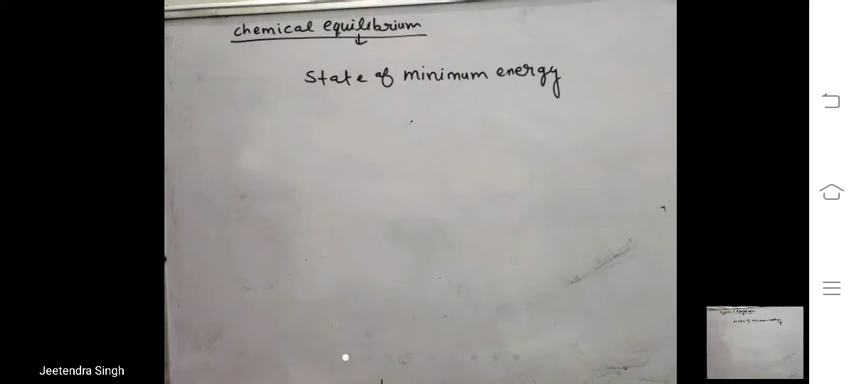 chemical equilibrium
State of minimum energy
Jeetendra Singh